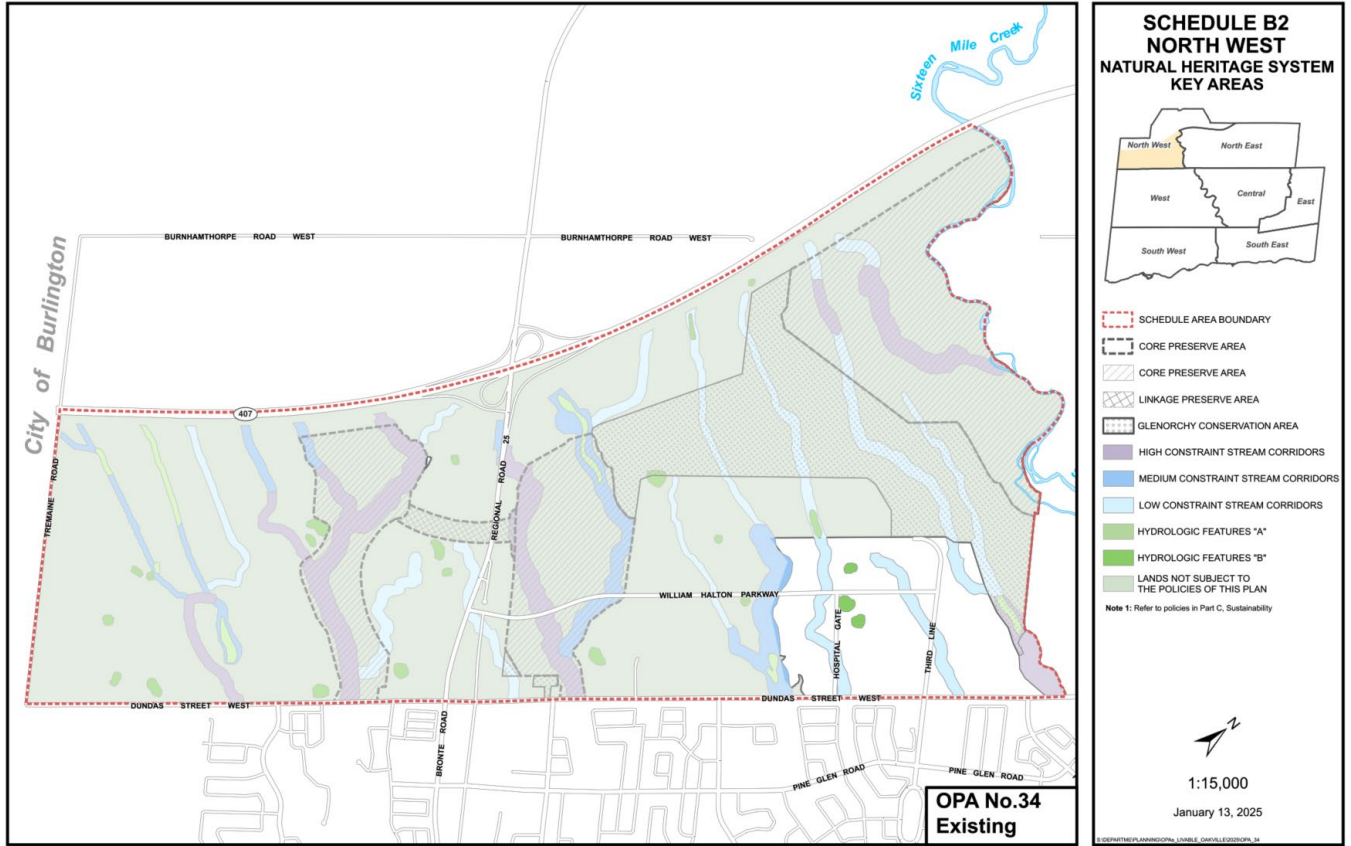 Sixteen Mile Creek
BURNHAMTHORPE ROAD WEST
BURNHAMTHORPE ROAD WEST
City of Burlington
407
TREMAINE ROAD
REGIONAL ROAD 25
WILLIAM HALTON PARKWAY
HOSPITAL GATE
THIRD LINE
DUNDAS STREET WEST
DUNDAS STREET WEST
BRONTE ROAD
PINE GLEN ROAD
PINE GLEN ROAD
OPA No.34
Existing
SCHEDULE B2
NORTH WEST
NATURAL HERITAGE SYSTEM
KEY AREAS
North West
North East
West
Central
East
South West
South East
SCHEDULE AREA BOUNDARY
CORE PRESERVE AREA
CORE PRESERVE AREA
LINKAGE PRESERVE AREA
GLENORCHY CONSERVATION AREA
HIGH CONSTRAINT STREAM CORRIDORS
MEDIUM CONSTRAINT STREAM CORRIDORS
LOW CONSTRAINT STREAM CORRIDORS
HYDROLOGIC FEATURES "A"
HYDROLOGIC FEATURES "B"
LANDS NOT SUBJECT TO
THE POLICIES OF THIS PLAN
Note 1: Refer to policies in Part C, Sustainability
N
1:15,000
January 13, 2025